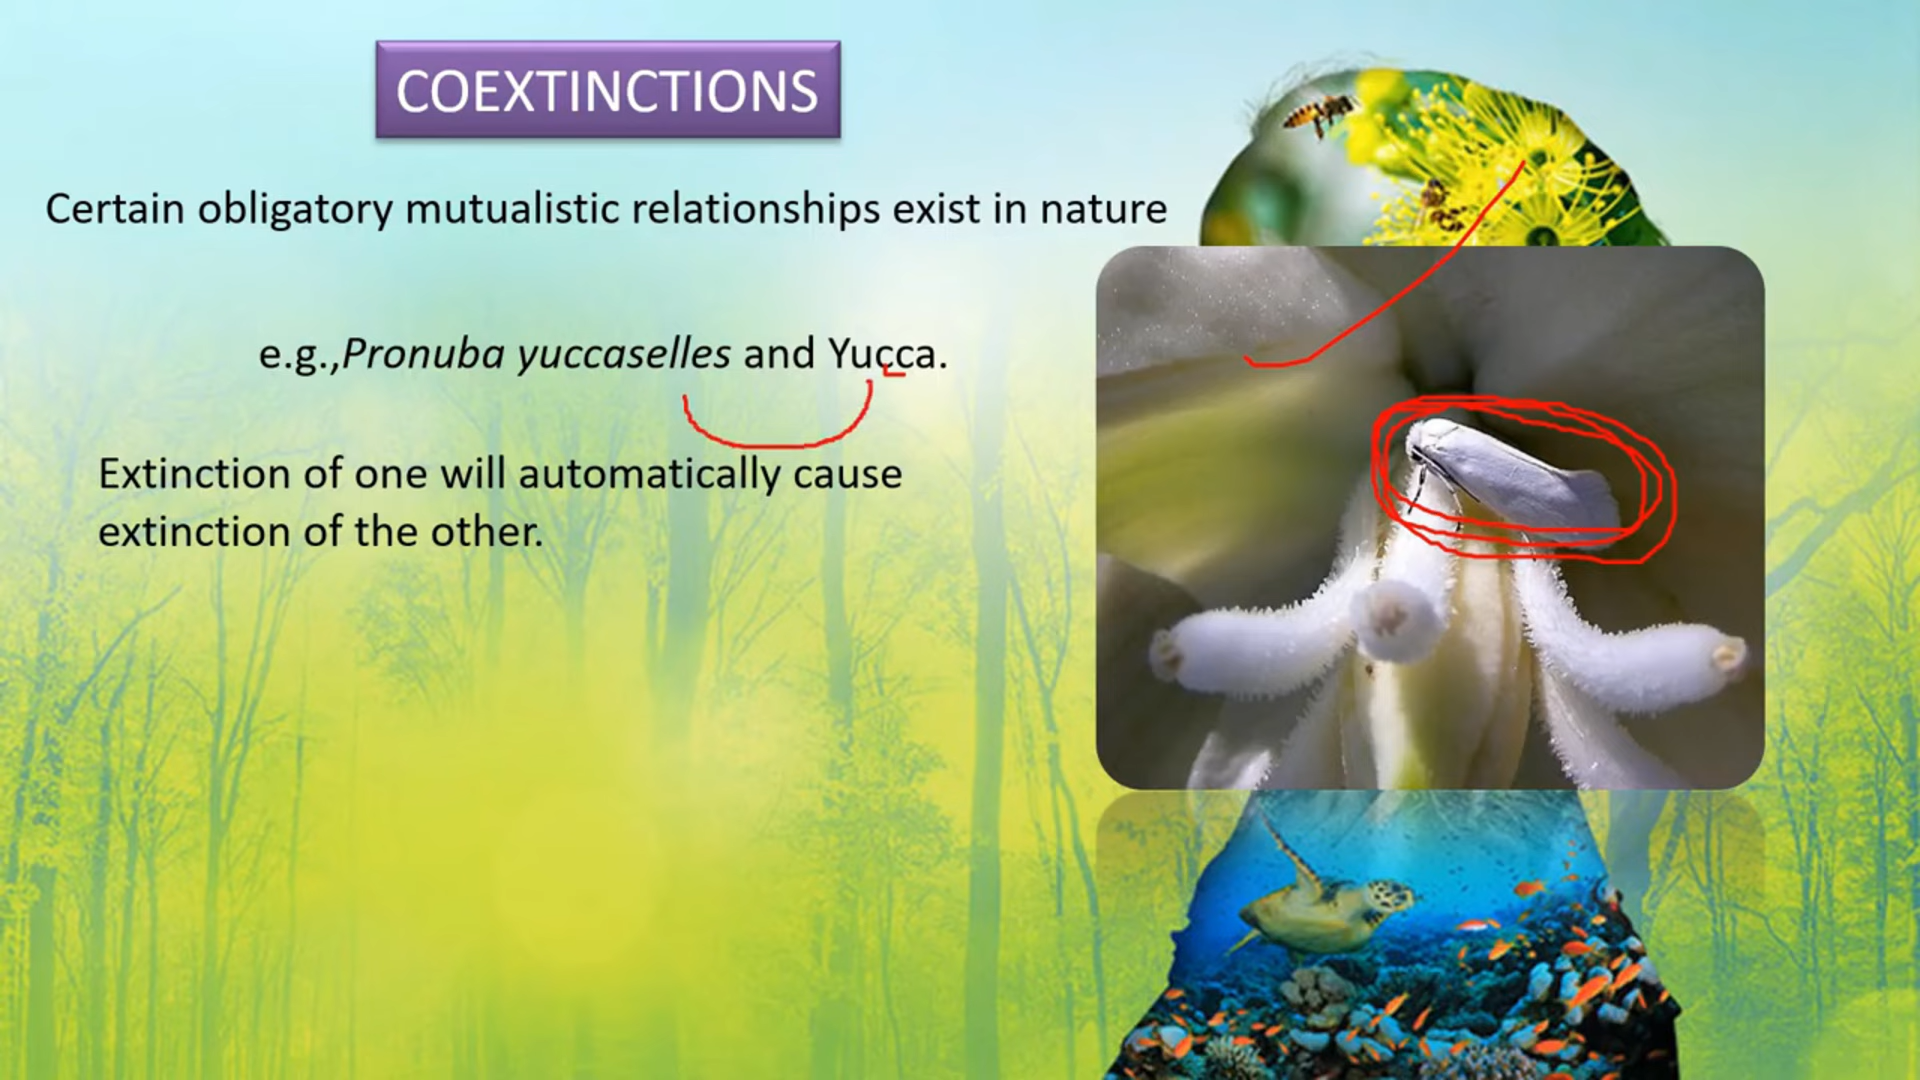 COEXTINCTIONS
Certain obligatory mutualistic relationships exist in nature
e.g.,Pronuba yuccaselles and Yucca.
Extinction of one will automatically cause
extinction of the other.